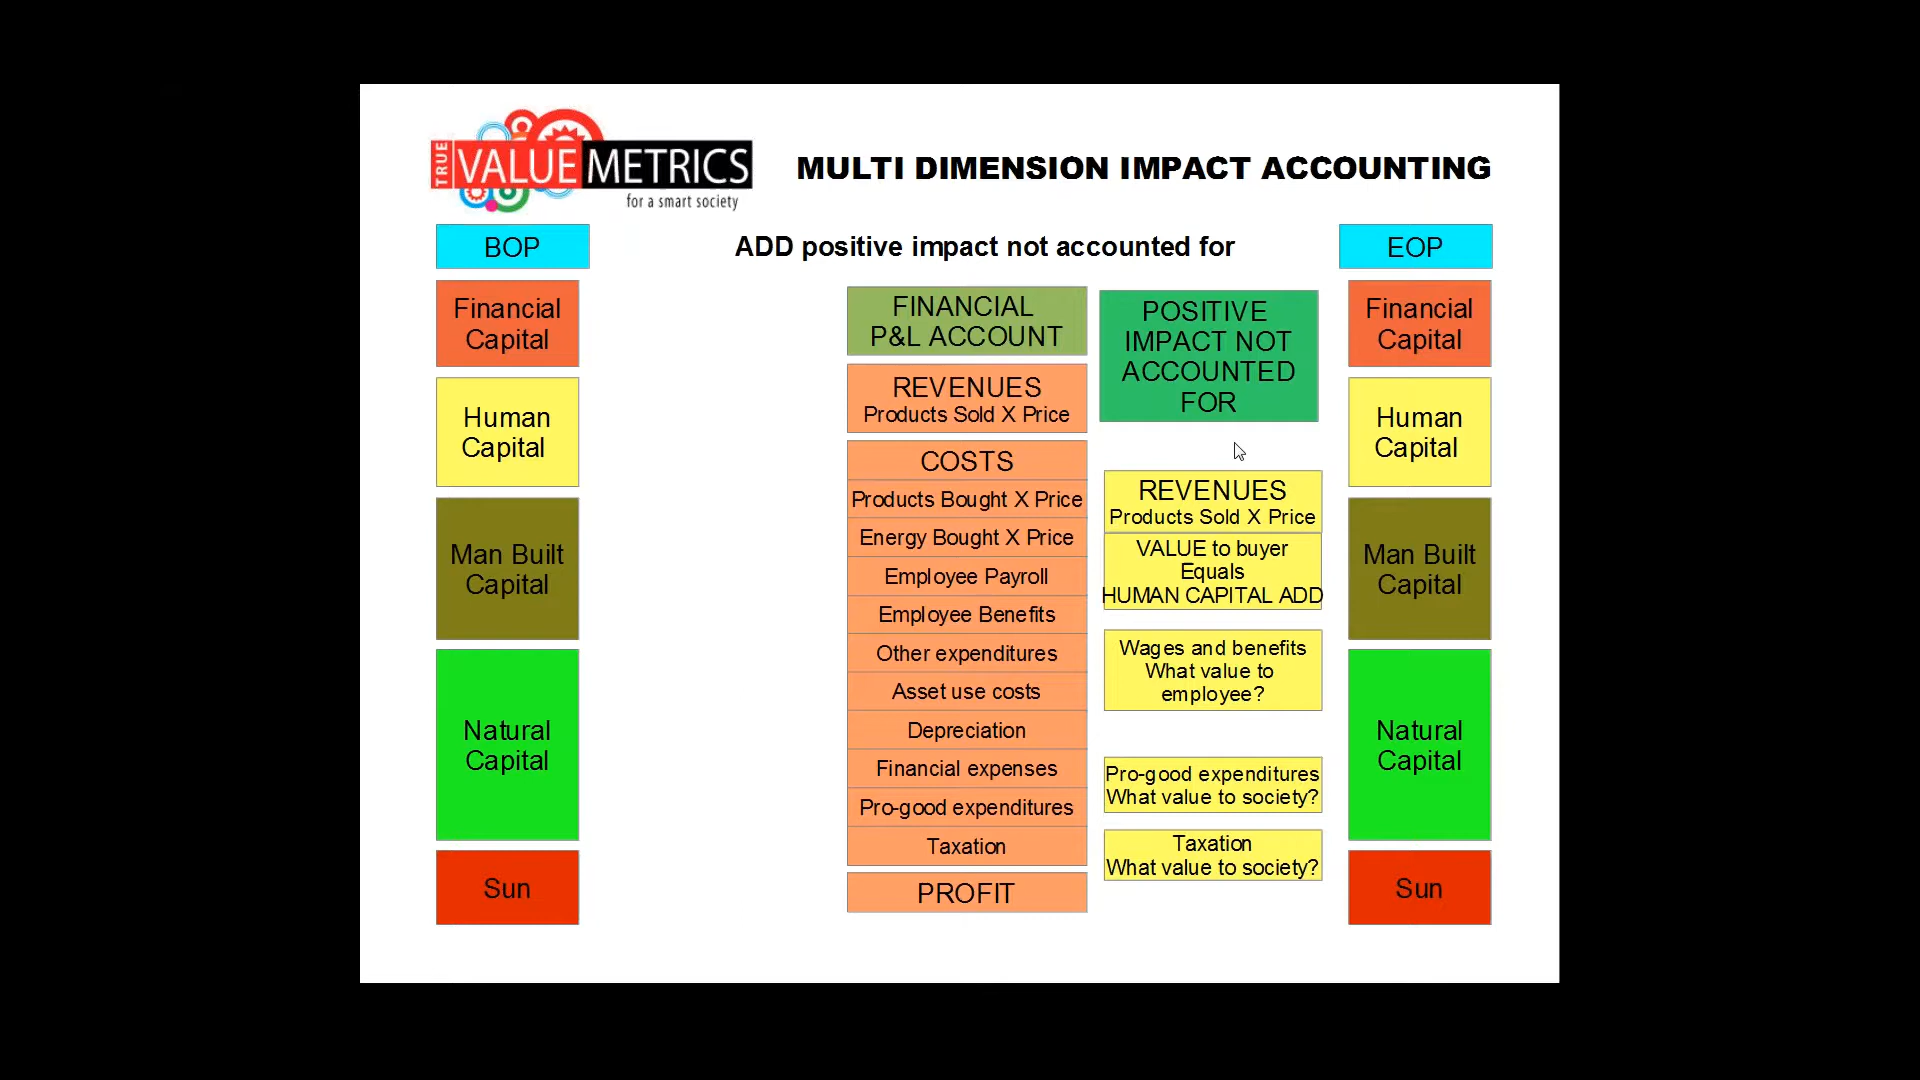 TRUE VALUE METRICS
for a smart society
MULTI DIMENSION IMPACT ACCOUNTING
BOP
ADD positive impact not accounted for
EOP
Financial
Capital
Human
Capital
Man Built
Capital
Natural
Capital
Sun
FINANCIAL
P&L ACCOUNT
REVENUES
Products Sold X Price
COSTS
Products Bought X Price
Energy Bought X Price
Employee Payroll
Employee Benefits
Other expenditures
Asset use costs
Depreciation
Financial expenses
Pro-good expenditures
Taxation
PROFIT
POSITIVE
IMPACT NOT
ACCOUNTED
FOR
REVENUES
Products Sold X Price
VALUE to buyer
Equals
HUMAN CAPITAL ADD
Wages and benefits
What value to
employee?
Pro-good expenditures
What value to society?
Taxation
What value to society?
Financial
Capital
Human
Capital
Man Built
Capital
Natural
Capital
Sun